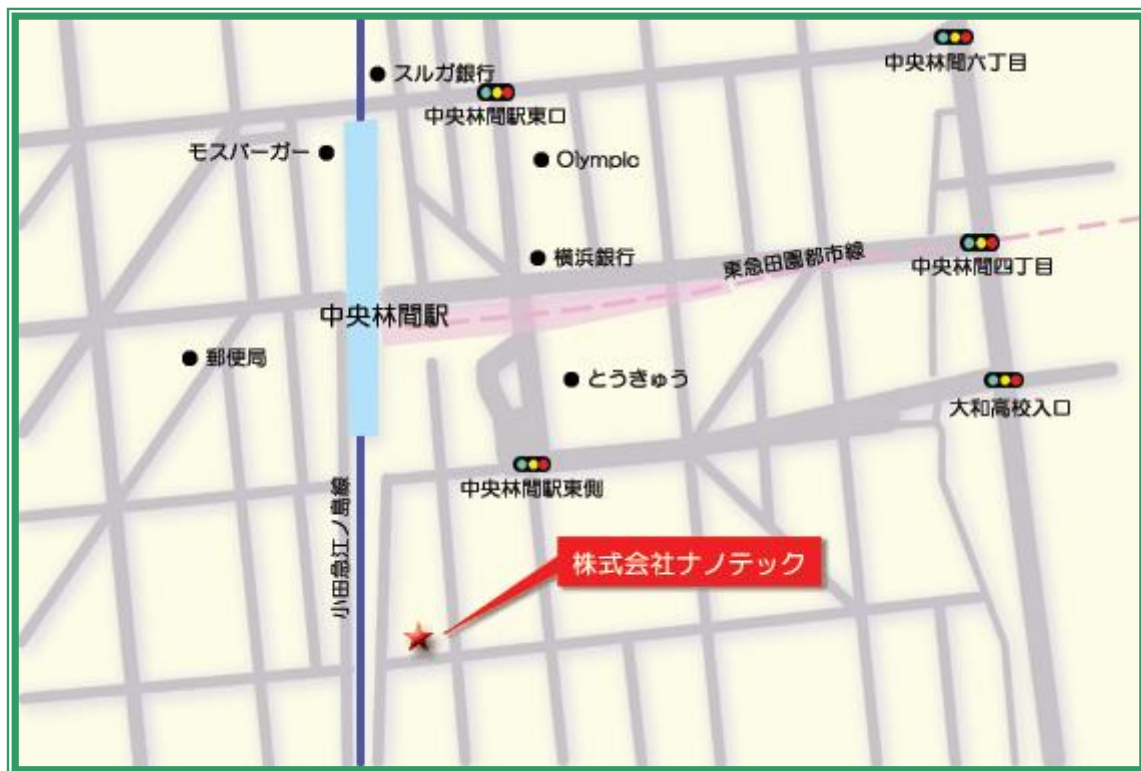 中央林間六丁目
スルガ銀行
中央林間駅東口
モスバーガー
Olympic
横浜銀行
東急田園都市線
中央林間四丁目
中央林間駅
郵便局
とうきゅう
大和高校入口
中央林間駅東側
小田急江ノ島線
株式会社ナノテック